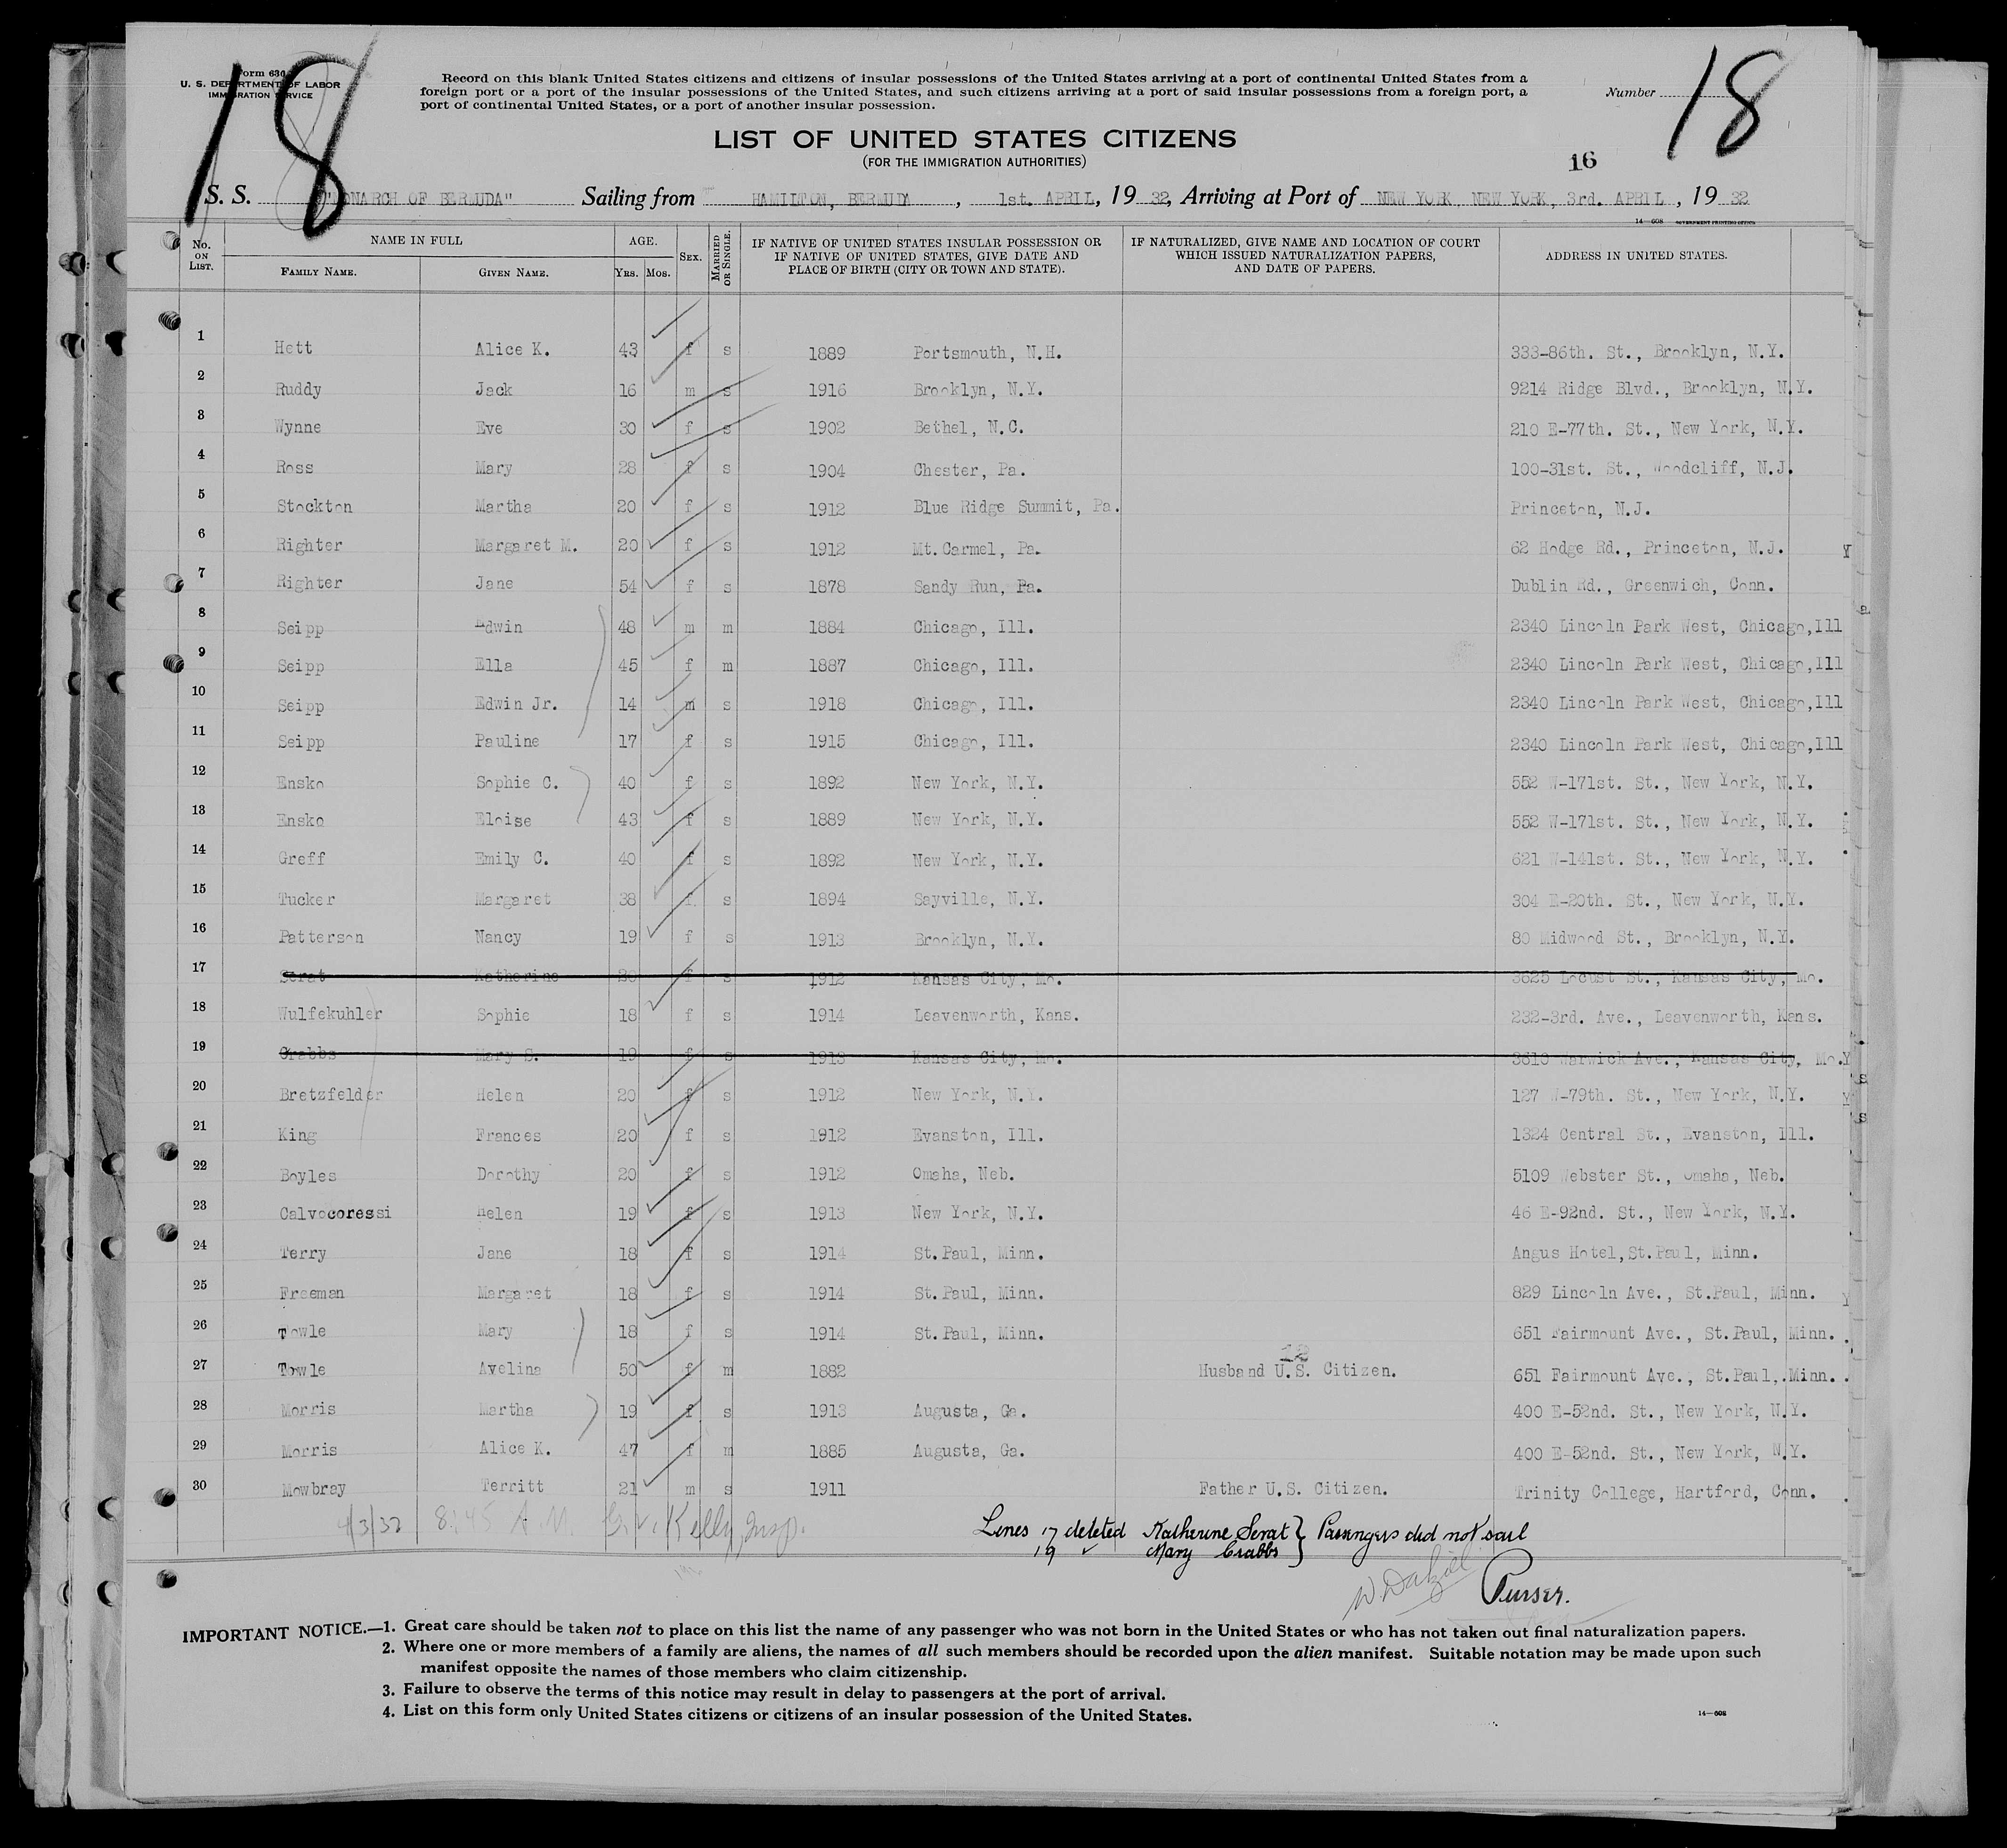 18
Form 630
U. S. DEPARTMENT OF LABOR
IMMIGRATION SERVICE
Record on this blank United States citizens and citizens of insular possessions of the United States arriving at a port of continental United States from a
foreign port or a port of the insular possessions of the United States, and such citizens arriving at a port of said insular possessions from a foreign port, a
port of continental United States, or a port of another insular possession.
Number 18
LIST OF UNITED STATES CITIZENS
(FOR THE IMMIGRATION AUTHORITIES)
16
S. S. "MONARCH OF BERMUDA" Sailing from HAMILTON, BERMUDA, 1st. APRIL, 1932, Arriving at Port of NEW YORK NEW YORK, 3rd. APRIL, 1932
14—608 GOVERNMENT PRINTING OFFICE
No. ON LIST. NAME IN FULL FAMILY NAME. GIVEN NAME. AGE. YRS. MOS. SEX. MARRIED OR SINGLE. IF NATIVE OF UNITED STATES INSULAR POSSESSION OR IF NATIVE OF UNITED STATES, GIVE DATE AND PLACE OF BIRTH (CITY OR TOWN AND STATE). IF NATURALIZED, GIVE NAME AND LOCATION OF COURT WHICH ISSUED NATURALIZATION PAPERS, AND DATE OF PAPERS. ADDRESS IN UNITED STATES.
1 Hett Alice K. 43 f s 1889 Portsmouth, N.H. 333-86th. St., Brooklyn, N.Y.
2 Ruddy Jack 16 m s 1916 Brooklyn, N.Y. 9214 Ridge Blvd., Brooklyn, N.Y.
3 Wynne Eve 30 f s 1902 Bethel, N.C. 210 E-77th. St., New York, N.Y.
4 Ross Mary 28 f s 1904 Chester, Pa. 100-31st. St., Woodcliff, N.J.
5 Stockton Martha 20 f s 1912 Blue Ridge Summit, Pa. Princeton, N.J.
6 Righter Margaret M. 20 f s 1912 Mt.Carmel, Pa. 62 Hodge Rd., Princeton, N.J.
7 Righter Jane 54 f s 1878 Sandy Run, Pa. Dublin Rd., Greenwich, Conn.
8 Seipp Edwin 48 m m 1884 Chicago, Ill. 2340 Lincoln Park West, Chicago,Ill
9 Seipp Ella 45 f m 1887 Chicago, Ill. 2340 Lincoln Park West, Chicago,Ill
10 Seipp Edwin Jr. 14 m s 1918 Chicago, Ill. 2340 Lincoln Park West, Chicago,Ill
11 Seipp Pauline 17 f s 1915 Chicago, Ill. 2340 Lincoln Park West, Chicago,Ill
12 Ensko Sophie C. 40 f s 1892 New York, N.Y. 552 W-171st. St., New York, N.Y.
13 Ensko Eloise 43 f s 1889 New York, N.Y. 552 W-171st. St., New York, N.Y.
14 Greff Emily C. 40 f s 1892 New York, N.Y. 621 W-141st. St., New York, N.Y.
15 Tucker Margaret 38 f s 1894 Sayville, N.Y. 304 E-20th. St., New York, N.Y.
16 Patterson Nancy 19 f s 1913 Brooklyn, N.Y. 80 Midwood St., Brooklyn, N.Y.
17 Serat Katherine 20 f s 1912 Kansas City, Mo. 3625 Locust St., Kansas City, Mo.
18 Wulfekuhler Sophie 18 f s 1914 Leavenworth, Kans. 232-3rd. Ave., Leavenworth, Kans.
19 Crabbs Mary S. 19 f s 1913 Kansas City, Mo. 3610 Warwick Ave., Kansas City, Mo.
20 Bretzfelder Helen 20 f s 1912 New York, N.Y. 127 W-79th. St., New York, N.Y.
21 King Frances 20 f s 1912 Evanston, Ill. 1324 Central St., Evanston, Ill.
22 Boyles Dorothy 20 f s 1912 Omaha, Neb. 5109 Webster St., Omaha, Neb.
23 Calvocoressi Helen 19 f s 1913 New York, N.Y. 46 E-92nd. St., New York, N.Y.
24 Terry Jane 18 f s 1914 St.Paul, Minn. Angus Hotel,St.Paul, Minn.
25 Freeman Margaret 18 f s 1914 St.Paul, Minn. 829 Lincoln Ave., St.Paul, Minn.
26 Towle Mary 18 f s 1914 St.Paul, Minn. 651 Fairmount Ave., St.Paul, Minn.
12
27 Towle Avelina 50 f m 1882 Husband U.S. Citizen. 651 Fairmount Ave., St.Paul, Minn.
28 Morris Martha 19 f s 1913 Augusta, Ga. 400 E-52nd. St., New York, N.Y.
29 Morris Alice K. 47 f m 1885 Augusta, Ga. 400 E-52nd. St., New York, N.Y.
30 Mowbray Territt 21 m s 1911 Father U.S. Citizen. Trinity College, Hartford, Conn.
4/3/32 8:45 A.M. Kelly, Insp.
Lines 17 deleted Katherine Serat } Passengers did not sail
19 Mary Crabbs
Purser.
IMPORTANT NOTICE.—1. Great care should be taken not to place on this list the name of any passenger who was not born in the United States or who has not taken out final naturalization papers.
2. Where one or more members of a family are aliens, the names of all such members should be recorded upon the alien manifest. Suitable notation may be made upon such
manifest opposite the names of those members who claim citizenship.
3. Failure to observe the terms of this notice may result in delay to passengers at the port of arrival.
4. List on this form only United States citizens or citizens of an insular possession of the United States.
14—608